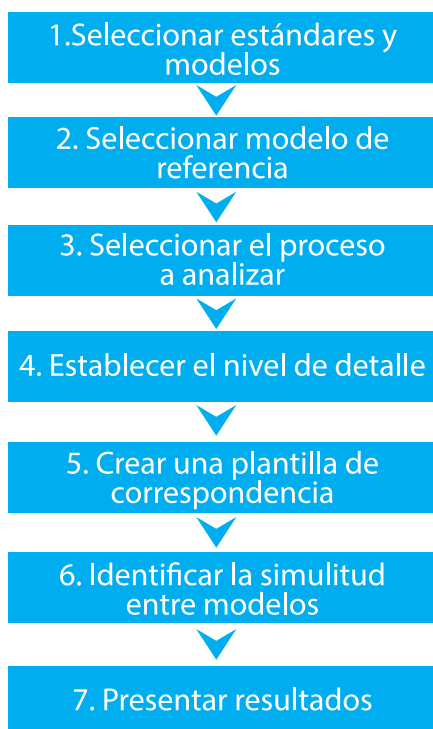 1.Seleccionar estándares y
modelos
2. Seleccionar modelo de
referencia
3. Seleccionar el proceso
a analizar
4. Establecer el nivel de detalle
5. Crear una plantilla de
correspondencia
6. Identificar la simulitud
entre modelos
7. Presentar resultados